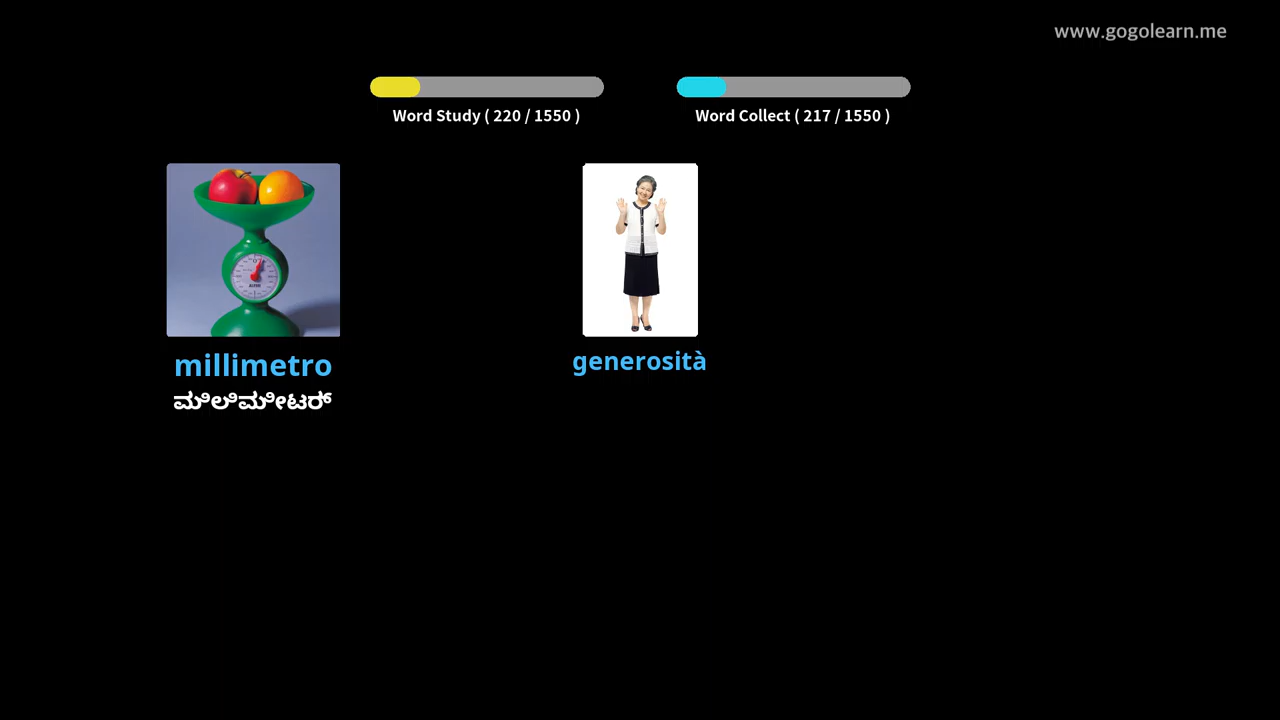 www.gogolearn.me
Word Study ( 220 / 1550 )
Word Collect ( 217 / 1550 )
millimetro
ಮಿಲಿಮೀಟರ್
generosità